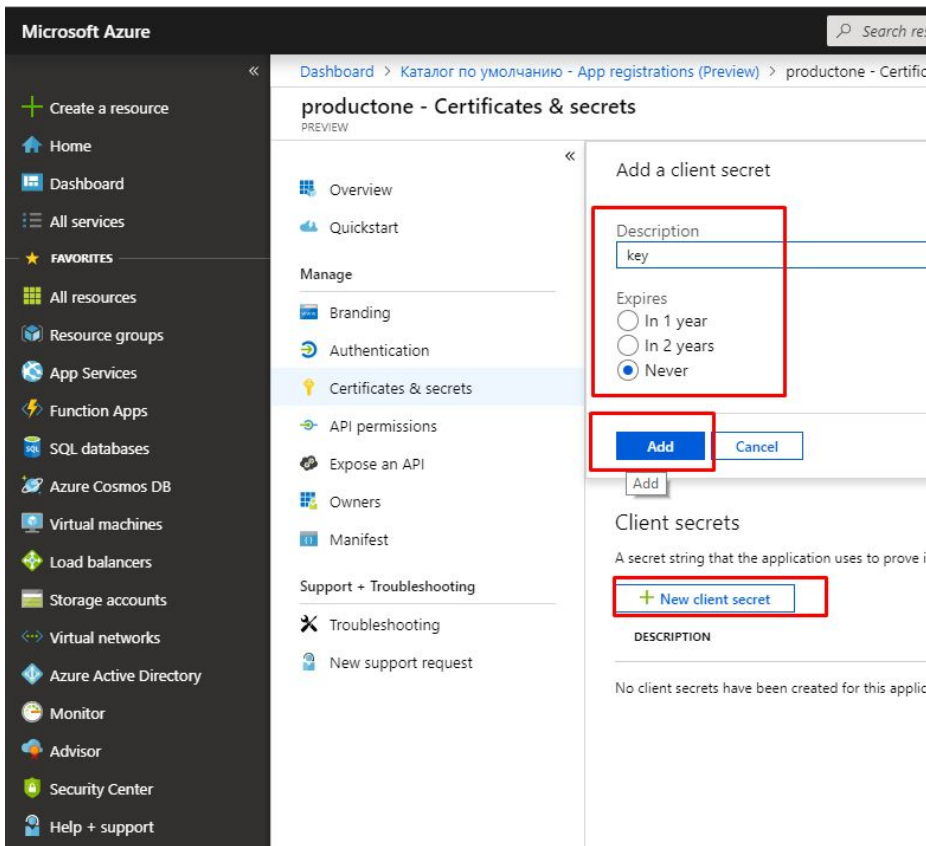 Microsoft Azure
Search res
Dashboard > Каталог по умолчанию - App registrations (Preview) > productone - Certific
productone - Certificates & secrets
PREVIEW
Create a resource
Home
Dashboard
All services
FAVORITES
All resources
Resource groups
App Services
Function Apps
SQL databases
Azure Cosmos DB
Virtual machines
Load balancers
Storage accounts
Virtual networks
Azure Active Directory
Monitor
Advisor
Security Center
Help + support
Overview
Quickstart
Manage
Branding
Authentication
Certificates & secrets
API permissions
Expose an API
Owners
Manifest
Support + Troubleshooting
Troubleshooting
New support request
Add a client secret
Description
key
Expires
In 1 year
In 2 years
Never
Add
Cancel
Add
Client secrets
A secret string that the application uses to prove i
New client secret
DESCRIPTION
No client secrets have been created for this applic